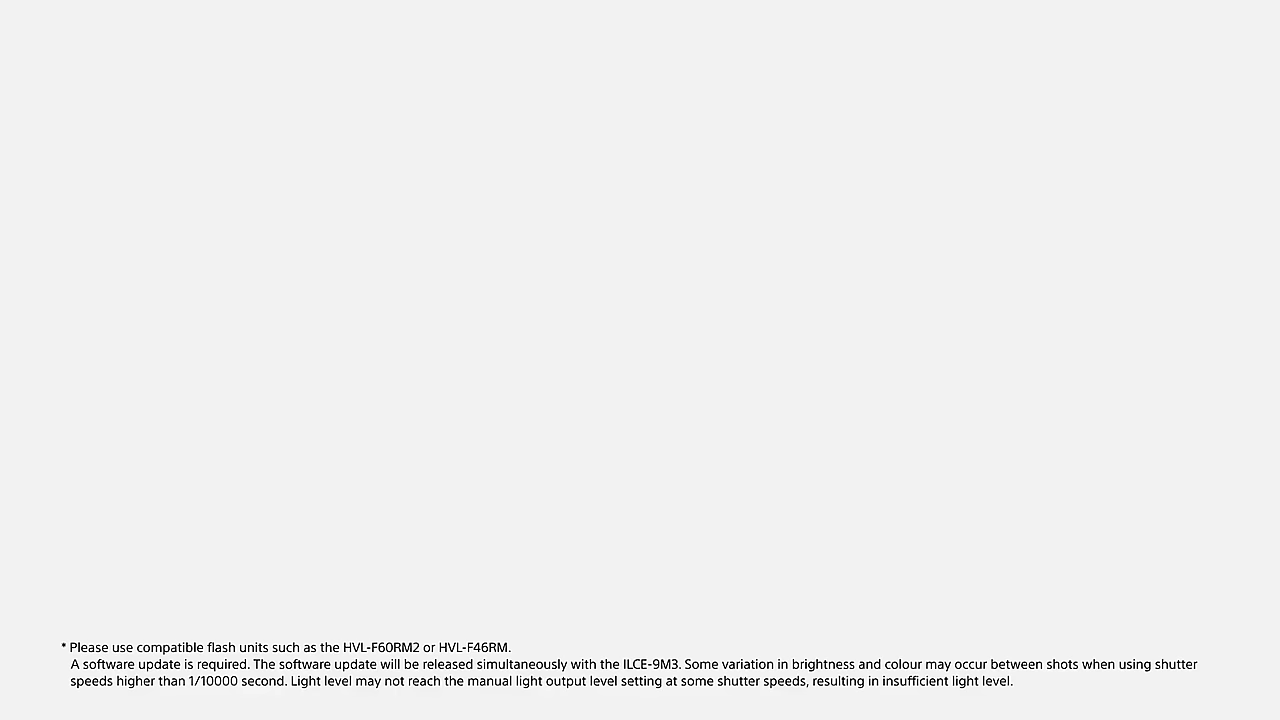 * Please use compatible flash units such as the HVL-F60RM2 or HVL-F46RM.
A software update is required. The software update will be released simultaneously with the ILCE-9M3. Some variation in brightness and colour may occur between shots when using shutter
speeds higher than 1/10000 second. Light level may not reach the manual light output level setting at some shutter speeds, resulting in insufficient light level.